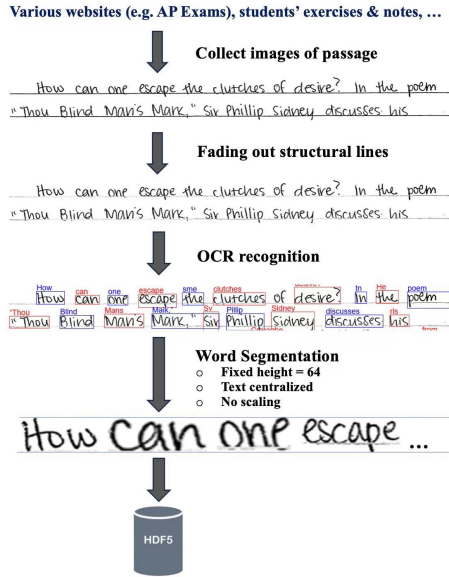 Various websites (e.g. AP Exams), students' exercises & notes, …
Collect images of passage
How can one escape the clutches of desire? In the poem
"Thou Blind Man's Mark," Sir Phillip Sidney discusses his
Fading out structural lines
How can one escape the clutches of desire? In the poem
"Thou Blind Man's Mark," Sir Phillip Sidney discusses his
OCR recognition
How can one escape sme clutches tn He poem
How can one escape the clutches of desire? In the poem
"Thou Blind Mans Maik," Sv Pillip Sidney discusses ris
"Thou Blind Man's Mark," Sir Phillip Sidney discusses his
from
Word Segmentation
○ Fixed height = 64
○ Text centralized
○ No scaling
How can one escape ...
HDF5